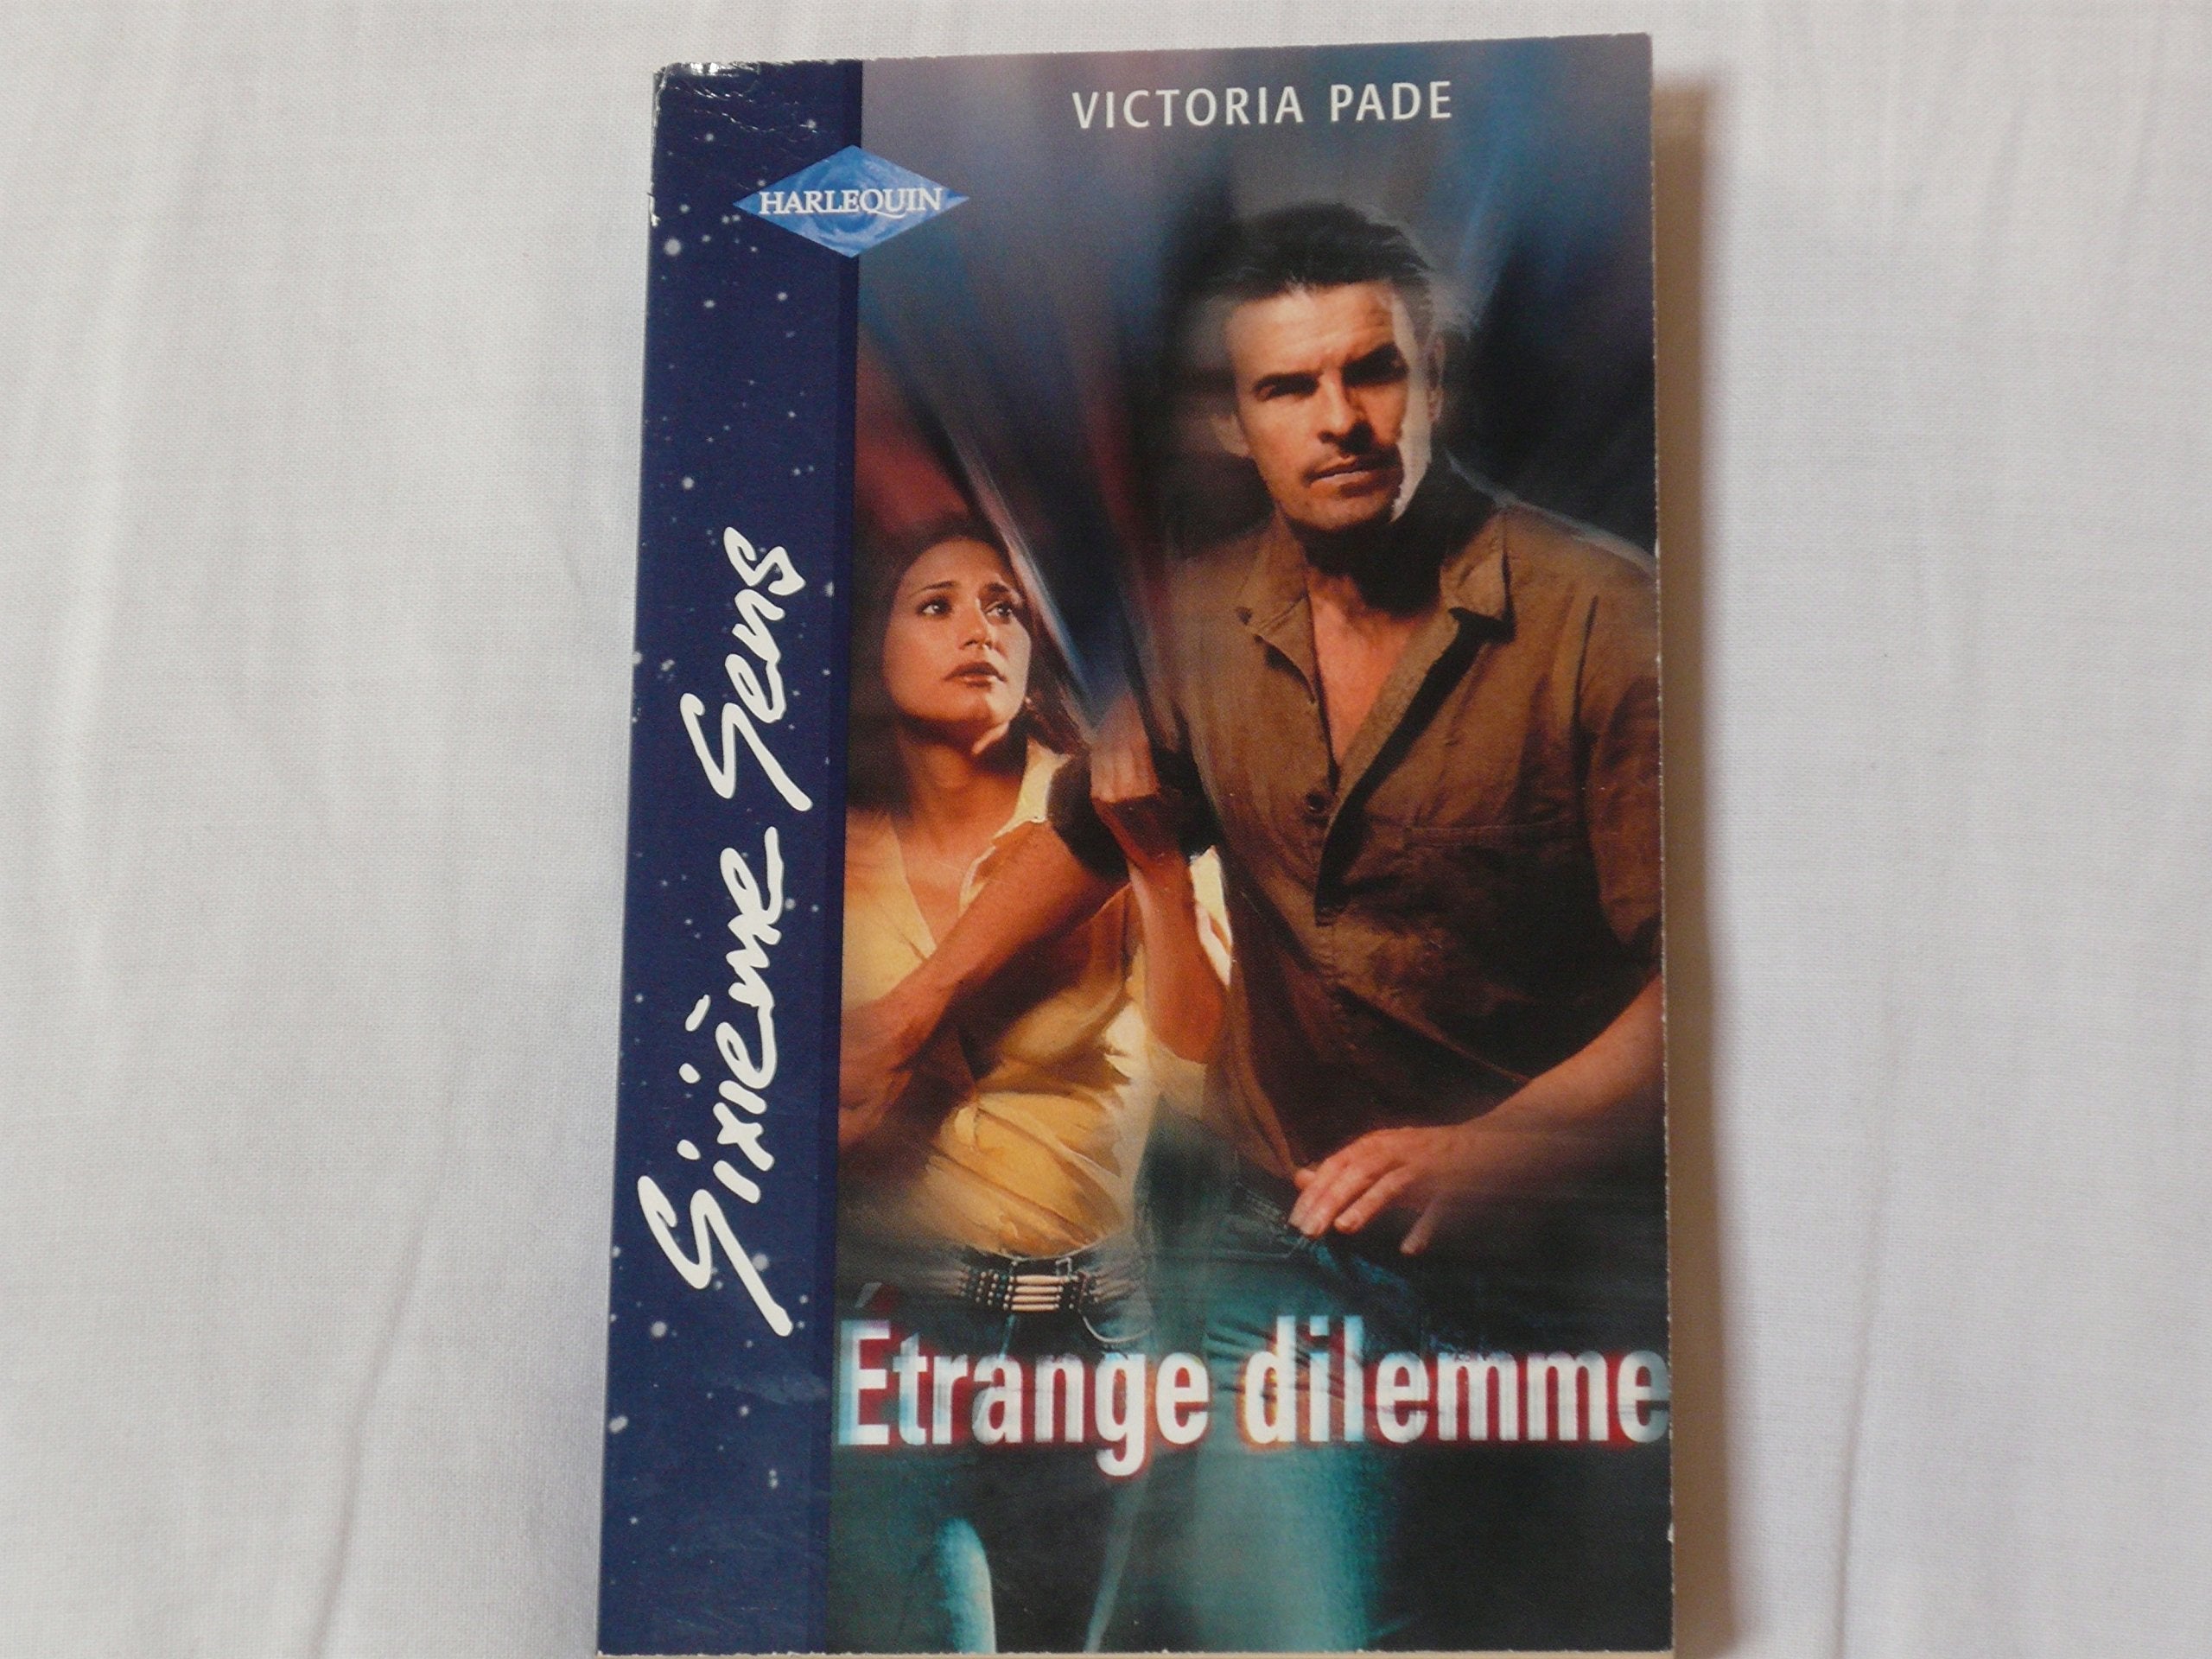 VICTORIA PADE
HARLEQUIN
Sixième Sens
Étrange dilemme